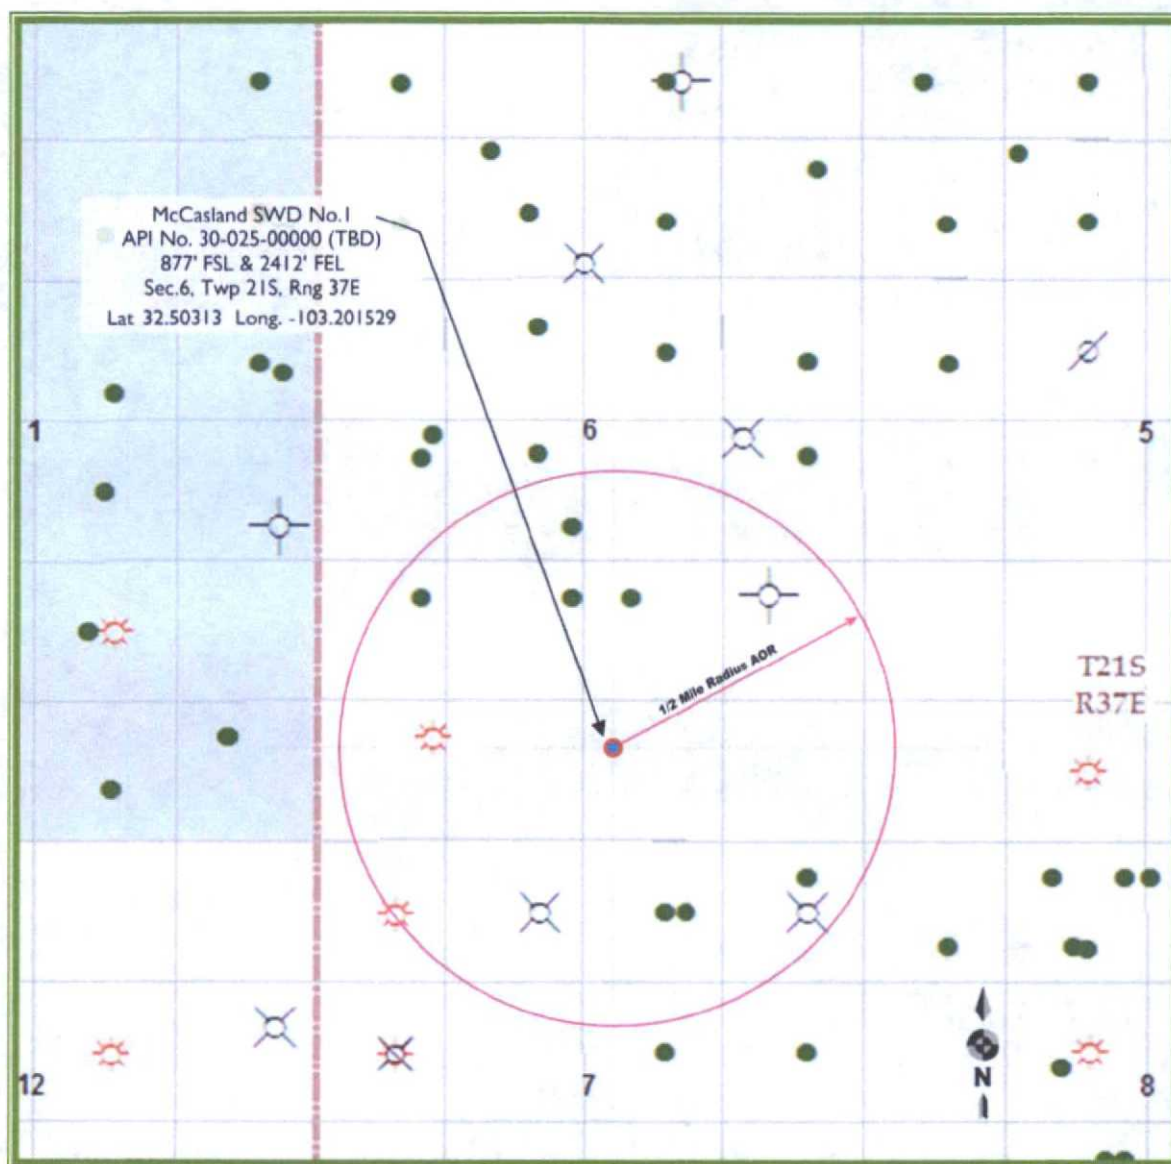 McCasland SWD No.1
API No. 30-025-00000 (TBD)
877' FSL & 2412' FEL
Sec.6, Twp 21S, Rng 37E
Lat 32.50313 Long. -103.201529
1
6
5
1/2 Mile Radius AOR
T21S
R37E
N
12
7
8